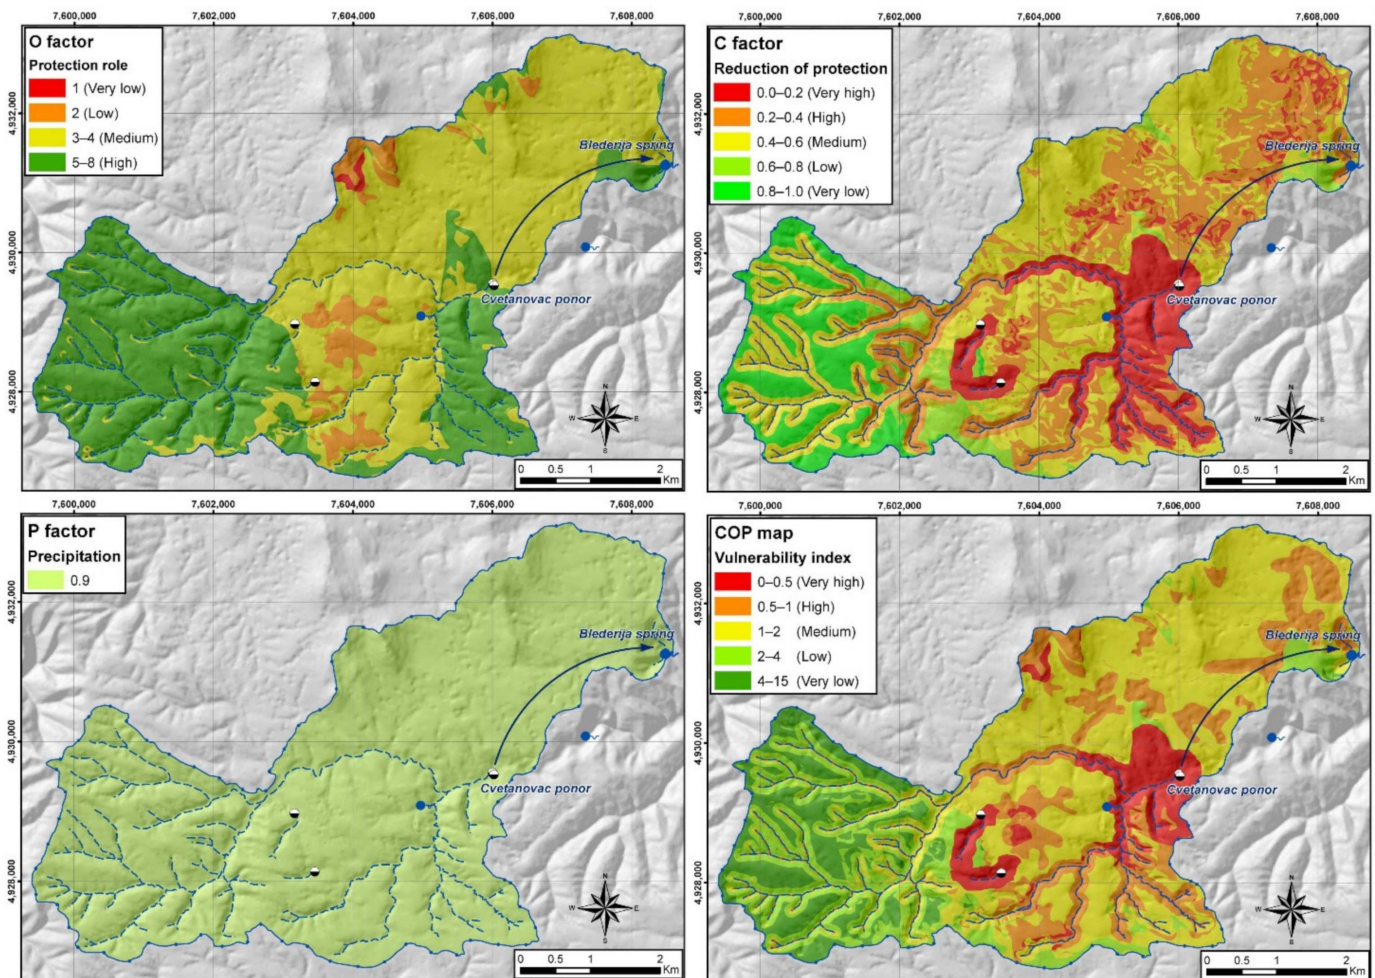 7,600,000 7,602,000 7,604,000 7,606,000 7,608,000
O factor
Protection role
1 (Very low)
2 (Low)
3–4 (Medium)
5–8 (High)
4,932,000
4,930,000
4,928,000
Blederija spring
Cvetanovac ponor
N
W E
S
0 0.5 1 2
Km
7,600,000 7,602,000 7,604,000 7,606,000 7,608,000
C factor
Reduction of protection
0.0–0.2 (Very high)
0.2–0.4 (High)
0.4–0.6 (Medium)
0.6–0.8 (Low)
0.8–1.0 (Very low)
4,932,000
4,930,000
4,928,000
Blederija spring
Cvetanovac ponor
N
W E
S
0 0.5 1 2
Km
7,600,000 7,602,000 7,604,000 7,606,000 7,608,000
P factor
Precipitation
0.9
4,932,000
4,930,000
4,928,000
Blederija spring
Cvetanovac ponor
N
W E
S
0 0.5 1 2
Km
7,600,000 7,602,000 7,604,000 7,606,000 7,608,000
COP map
Vulnerability index
0–0.5 (Very high)
0.5–1 (High)
1–2 (Medium)
2–4 (Low)
4–15 (Very low)
4,932,000
4,930,000
4,928,000
Blederija spring
Cvetanovac ponor
N
W E
S
0 0.5 1 2
Km